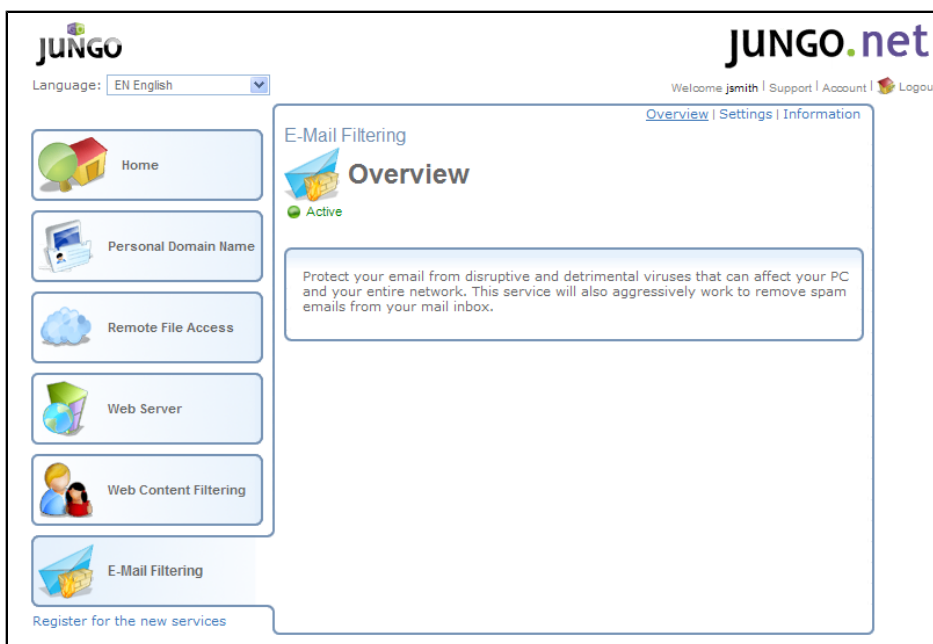 JUNGO
JUNGO.net
Language: EN English
Welcome jsmith | Support | Account | Logou
Overview | Settings | Information
E-Mail Filtering
Overview
Active
Protect your email from disruptive and detrimental viruses that can affect your PC
and your entire network. This service will also aggressively work to remove spam
emails from your mail inbox.
Home
Personal Domain Name
Remote File Access
Web Server
Web Content Filtering
E-Mail Filtering
Register for the new services